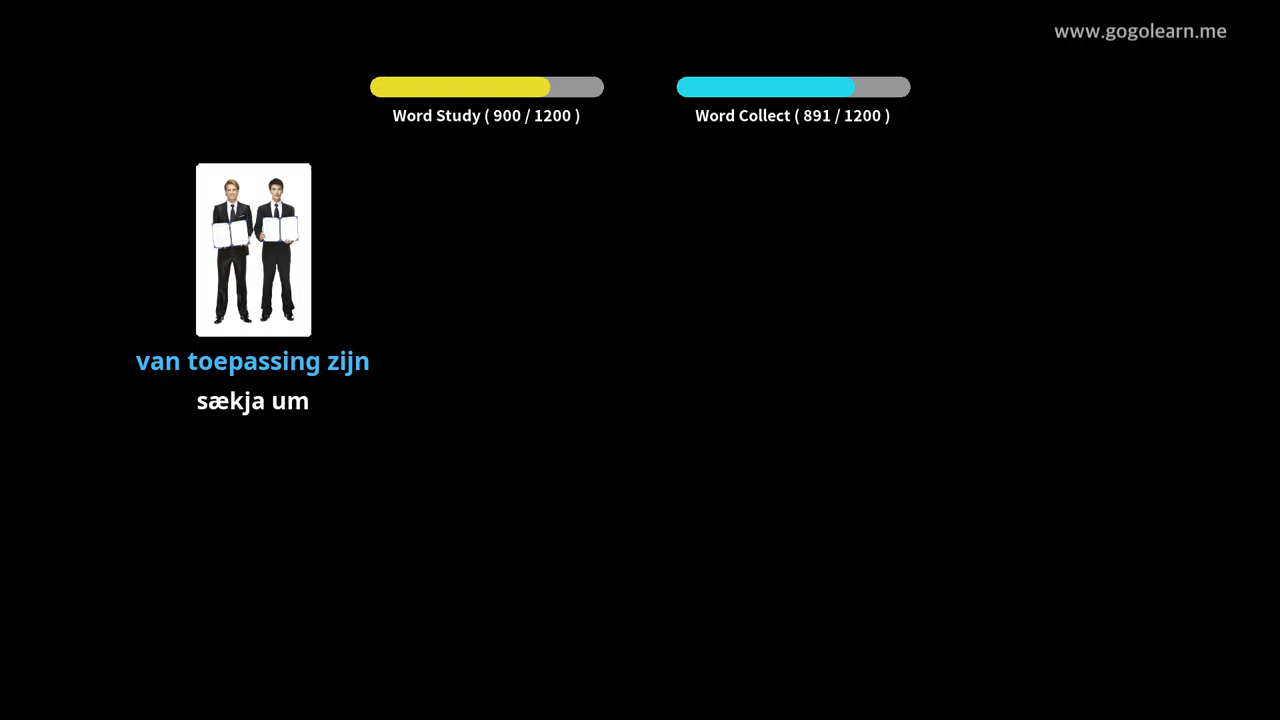 www.gogolearn.me
Word Study ( 900 / 1200 )
Word Collect ( 891 / 1200 )
van toepassing zijn
sækja um